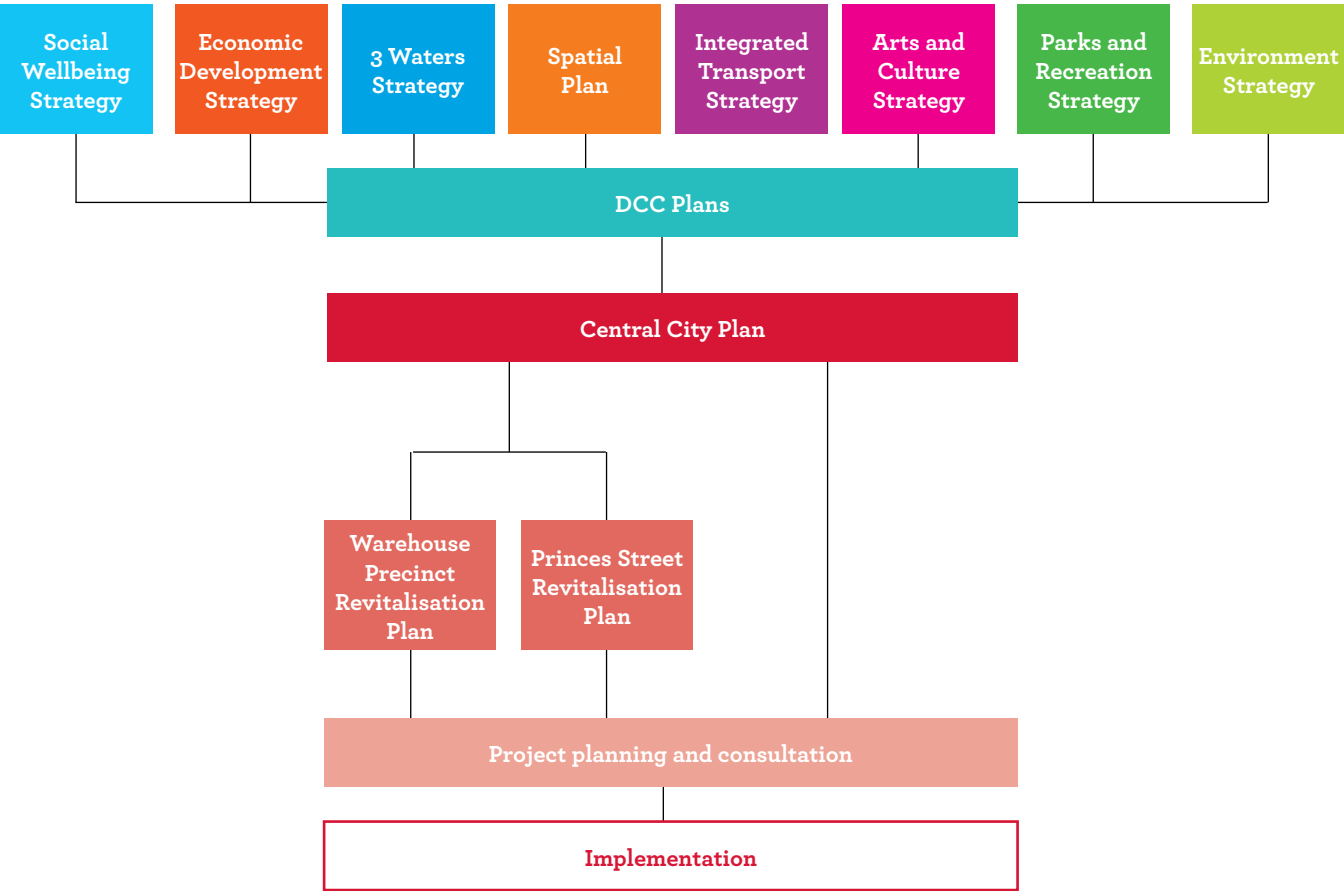 Social
Wellbeing
Strategy
Economic
Development
Strategy
3 Waters
Strategy
Spatial
Plan
Integrated
Transport
Strategy
Arts and
Culture
Strategy
Parks and
Recreation
Strategy
Environment
Strategy
DCC Plans
Central City Plan
Warehouse
Precinct
Revitalisation
Plan
Princes Street
Revitalisation
Plan
Project planning and consultation
Implementation